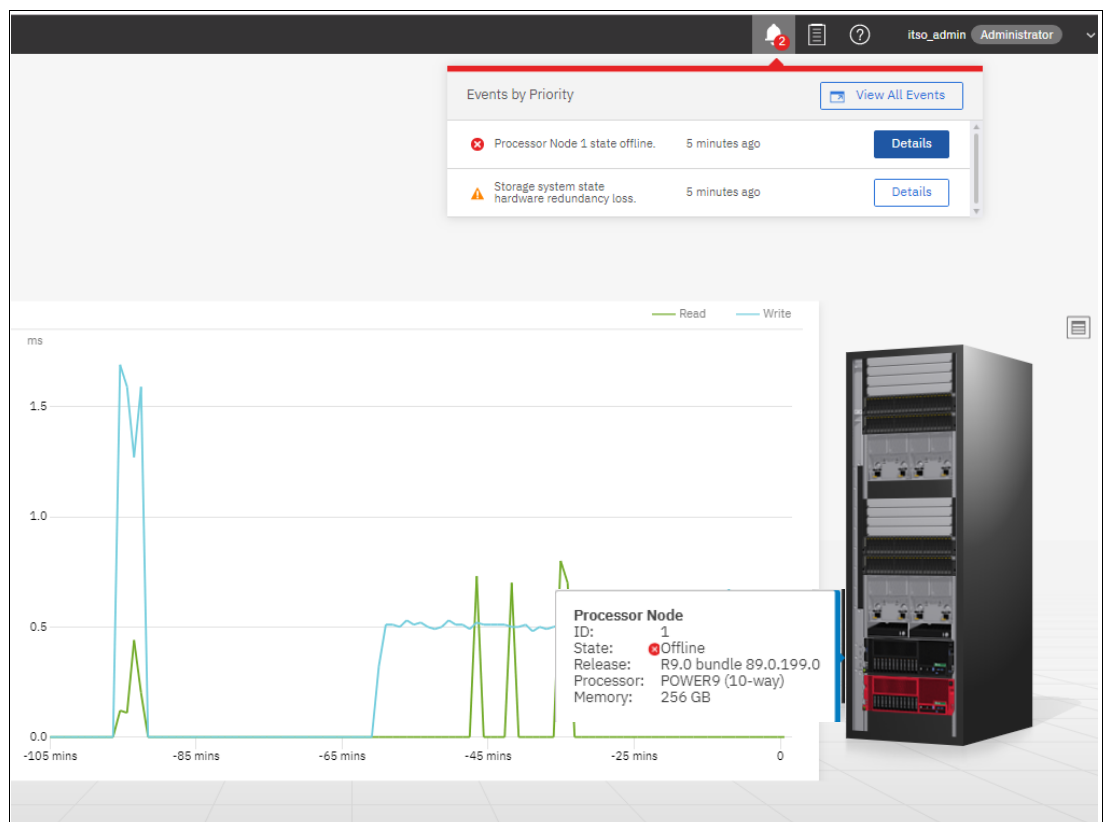 2
itso_admin Administrator
Events by Priority
View All Events
Processor Node 1 state offline. 5 minutes ago Details
Storage system state
hardware redundancy loss. 5 minutes ago Details
Read Write
ms
1.5
1.0
0.5
0.0
-105 mins -85 mins -65 mins -45 mins -25 mins 0
Processor Node
ID: 1
State: Offline
Release: R9.0 bundle 89.0.199.0
Processor: POWER9 (10-way)
Memory: 256 GB